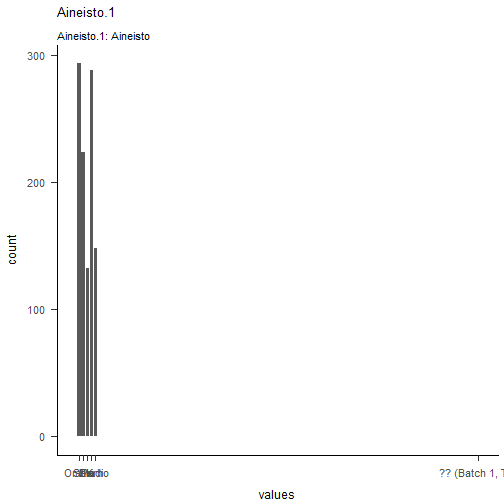 Aineisto.1
Aineisto.1: Aineisto
300
200
100
0
count
?? (Batch 1, T
values